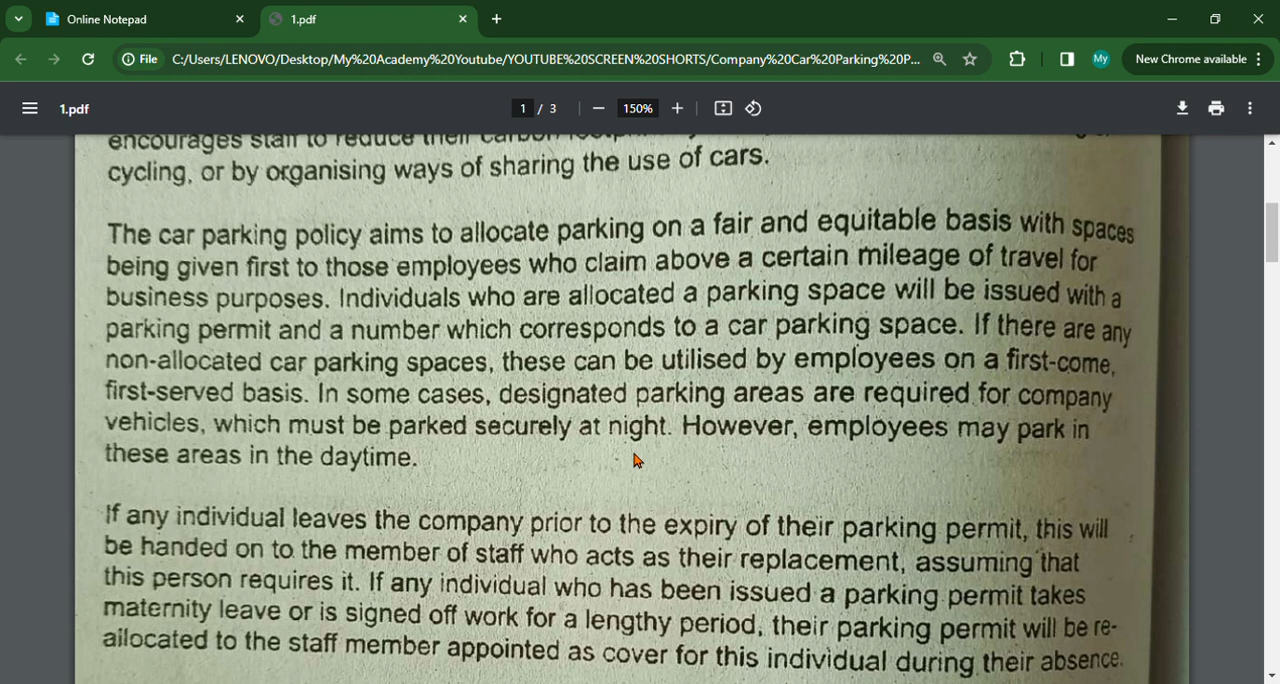 Online Notepad
1.pdf
File
C:/Users/LENOVO/Desktop/My%20Academy%20Youtube/YOUTUBE%20SCREEN%20SHORTS/Company%20Car%20Parking%20P...
My
New Chrome available
1.pdf
1 / 3
150%
encourages staff to reduce their carbon
cycling, or by organising ways of sharing the use of cars.
The car parking policy aims to allocate parking on a fair and equitable basis with spaces
being given first to those employees who claim above a certain mileage of travel for
business purposes. Individuals who are allocated a parking space will be issued with a
parking permit and a number which corresponds to a car parking space. If there are any
non-allocated car parking spaces, these can be utilised by employees on a first-come,
first-served basis. In some cases, designated parking areas are required for company
vehicles, which must be parked securely at night. However, employees may park in
these areas in the daytime.
If any individual leaves the company prior to the expiry of their parking permit, this will
be handed on to the member of staff who acts as their replacement, assuming that
this person requires it. If any individual who has been issued a parking permit takes
maternity leave or is signed off work for a lengthy period, their parking permit will be re-
allocated to the staff member appointed as cover for this individual during their absence.